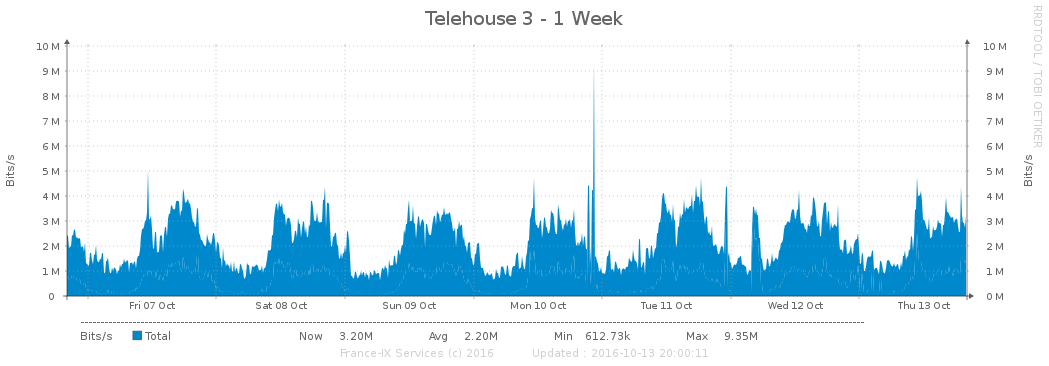 Telehouse 3 - 1 Week
RRDTOOL / TOBI OETIKER
Bits/s
10 M
9 M
8 M
7 M
6 M
5 M
4 M
3 M
2 M
1 M
0
10 M
9 M
8 M
7 M
6 M
5 M
4 M
3 M
2 M
1 M
0 M
Bits/s
Fri 07 Oct Sat 08 Oct Sun 09 Oct Mon 10 Oct Tue 11 Oct Wed 12 Oct Thu 13 Oct
Bits/s Total Now 3.20M Avg 2.20M Min 612.73k Max 9.35M
France-IX Services (c) 2016 Updated : 2016-10-13 20:00:11